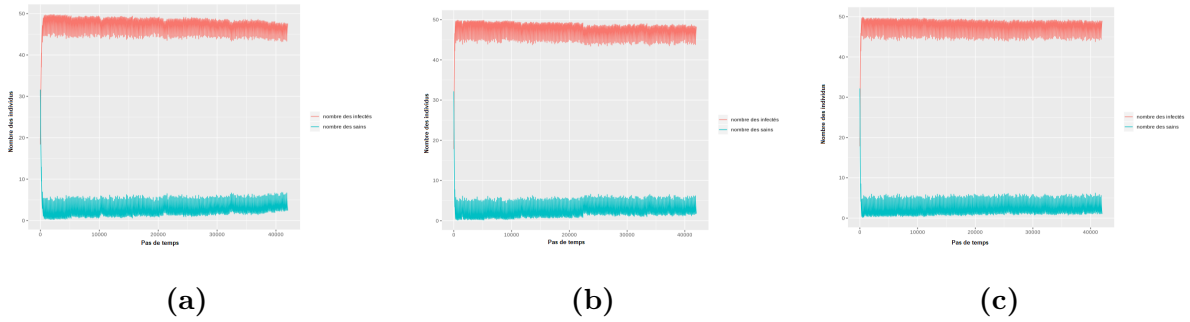 50
40
30
20
10
0
Nombre des individus
0 10000 20000 30000 40000
Pas de temps
nombre des infectés
nombre des sains
(a)
50
40
30
20
10
0
Nombre des individus
0 10000 20000 30000 40000
Pas de temps
nombre des infectés
nombre des sains
(b)
50
40
30
20
10
0
Nombre des individus
0 10000 20000 30000 40000
Pas de temps
nombre des infectés
nombre des sains
(c)